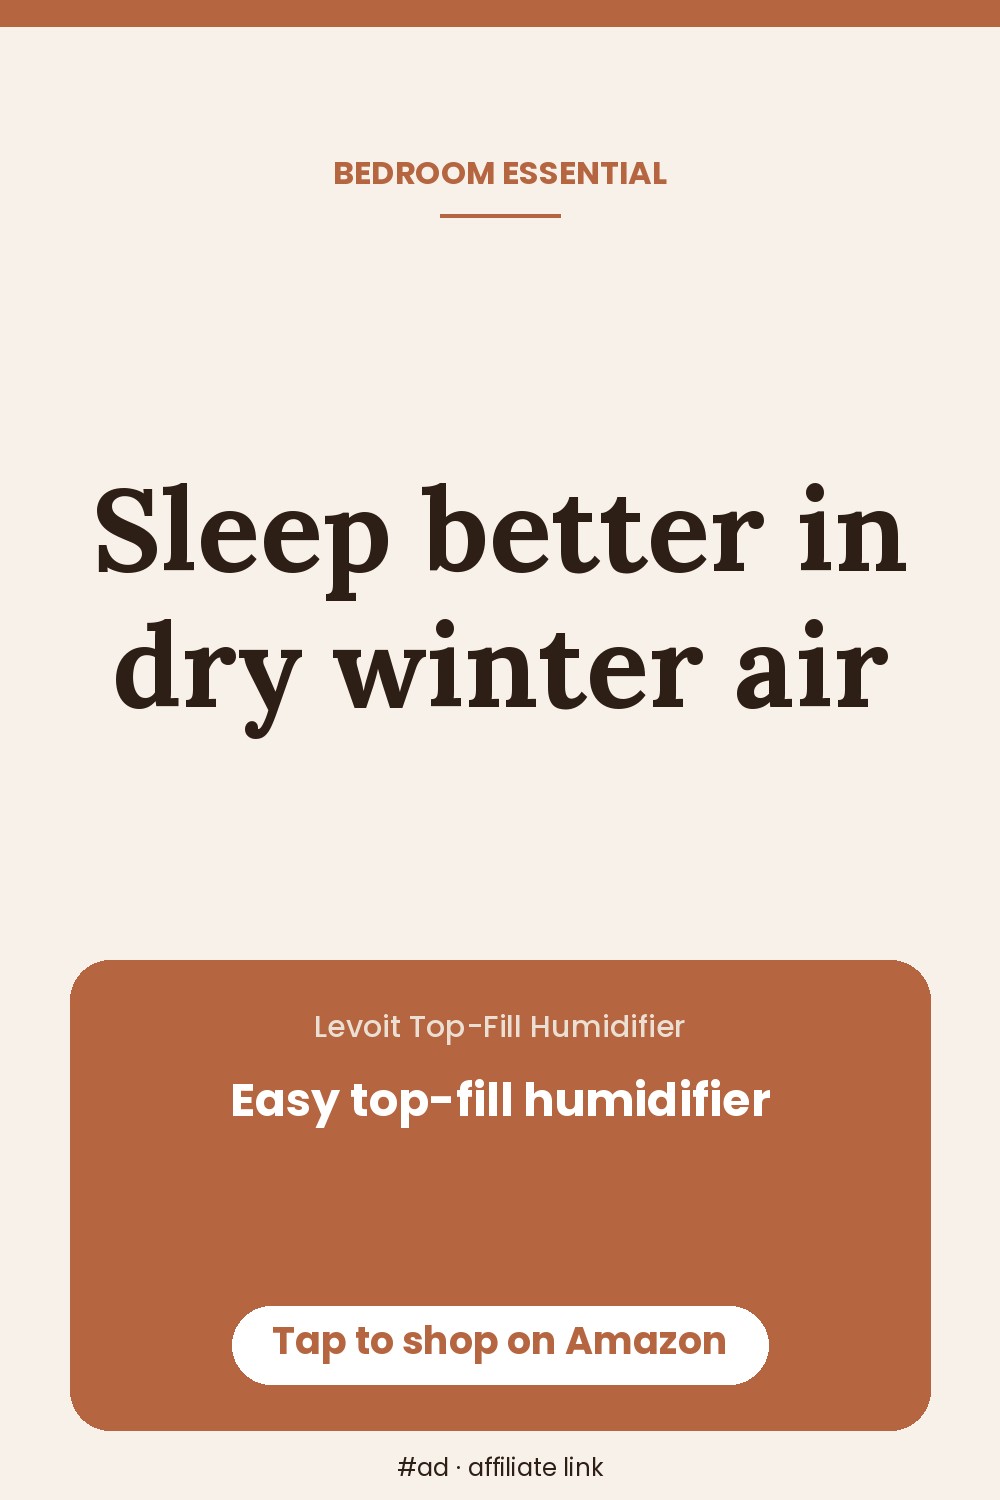 BEDROOM ESSENTIAL
Sleep better in
dry winter air
Levoit Top-Fill Humidifier
Easy top-fill humidifier
Tap to shop on Amazon
#ad · affiliate link